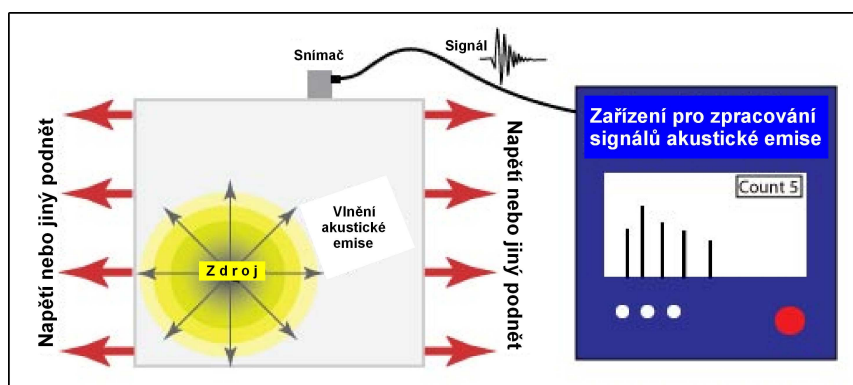 Snímač
Signál
Napětí nebo jiný podnět
Vlnění
akustické
emise
Z d r o j
Napětí nebo jiný podnět
Zařízení pro zpracování
signálů akustické emise
Count 5